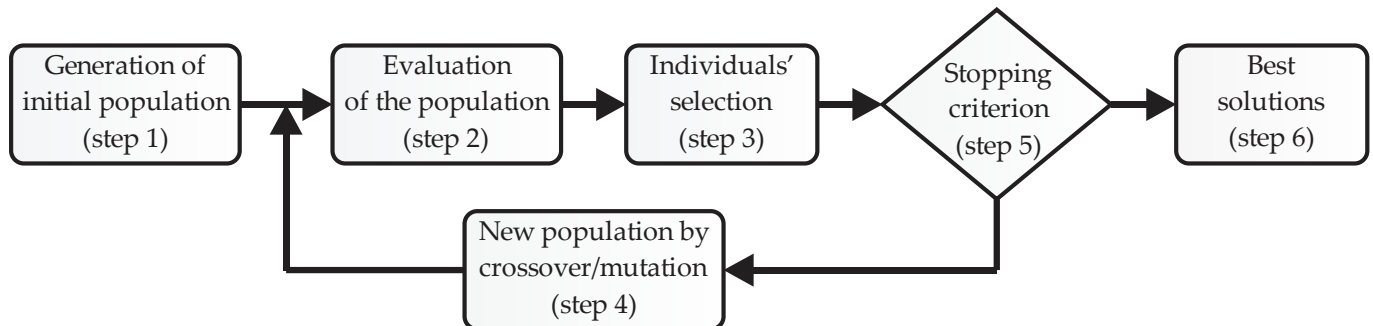 Generation of
initial population
(step 1)
Evaluation
of the population
(step 2)
Individuals’
selection
(step 3)
Stopping
criterion
(step 5)
Best
solutions
(step 6)
New population by
crossover/mutation
(step 4)